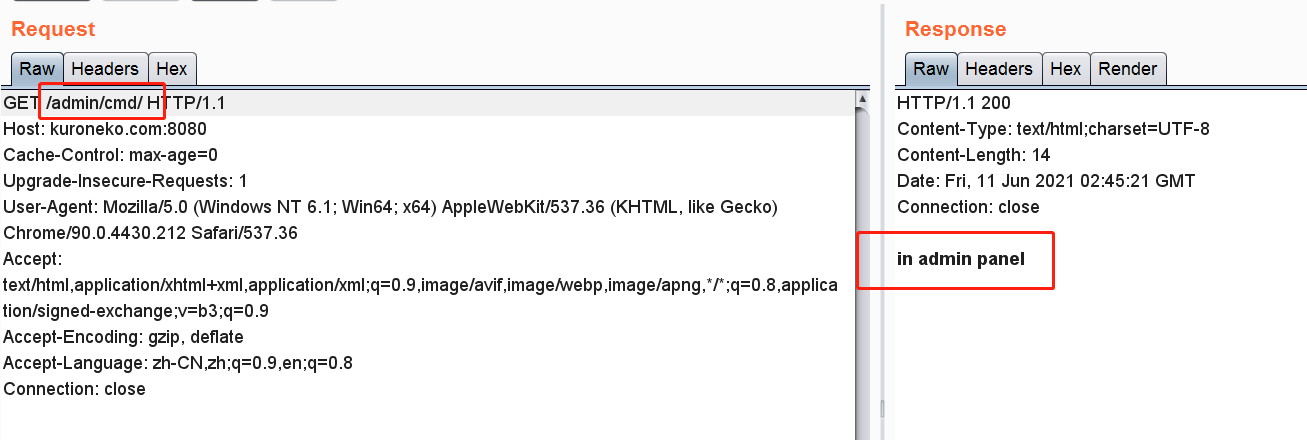 Request
Raw Headers Hex
GET /admin/cmd/ HTTP/1.1
Host: kuroneko.com:8080
Cache-Control: max-age=0
Upgrade-Insecure-Requests: 1
User-Agent: Mozilla/5.0 (Windows NT 6.1; Win64; x64) AppleWebKit/537.36 (KHTML, like Gecko)
Chrome/90.0.4430.212 Safari/537.36
Accept:
text/html,application/xhtml+xml,application/xml;q=0.9,image/avif,image/webp,image/apng,*/*;q=0.8,applica
tion/signed-exchange;v=b3;q=0.9
Accept-Encoding: gzip, deflate
Accept-Language: zh-CN,zh;q=0.9,en;q=0.8
Connection: close
Response
Raw Headers Hex Render
HTTP/1.1 200
Content-Type: text/html;charset=UTF-8
Content-Length: 14
Date: Fri, 11 Jun 2021 02:45:21 GMT
Connection: close
in admin panel